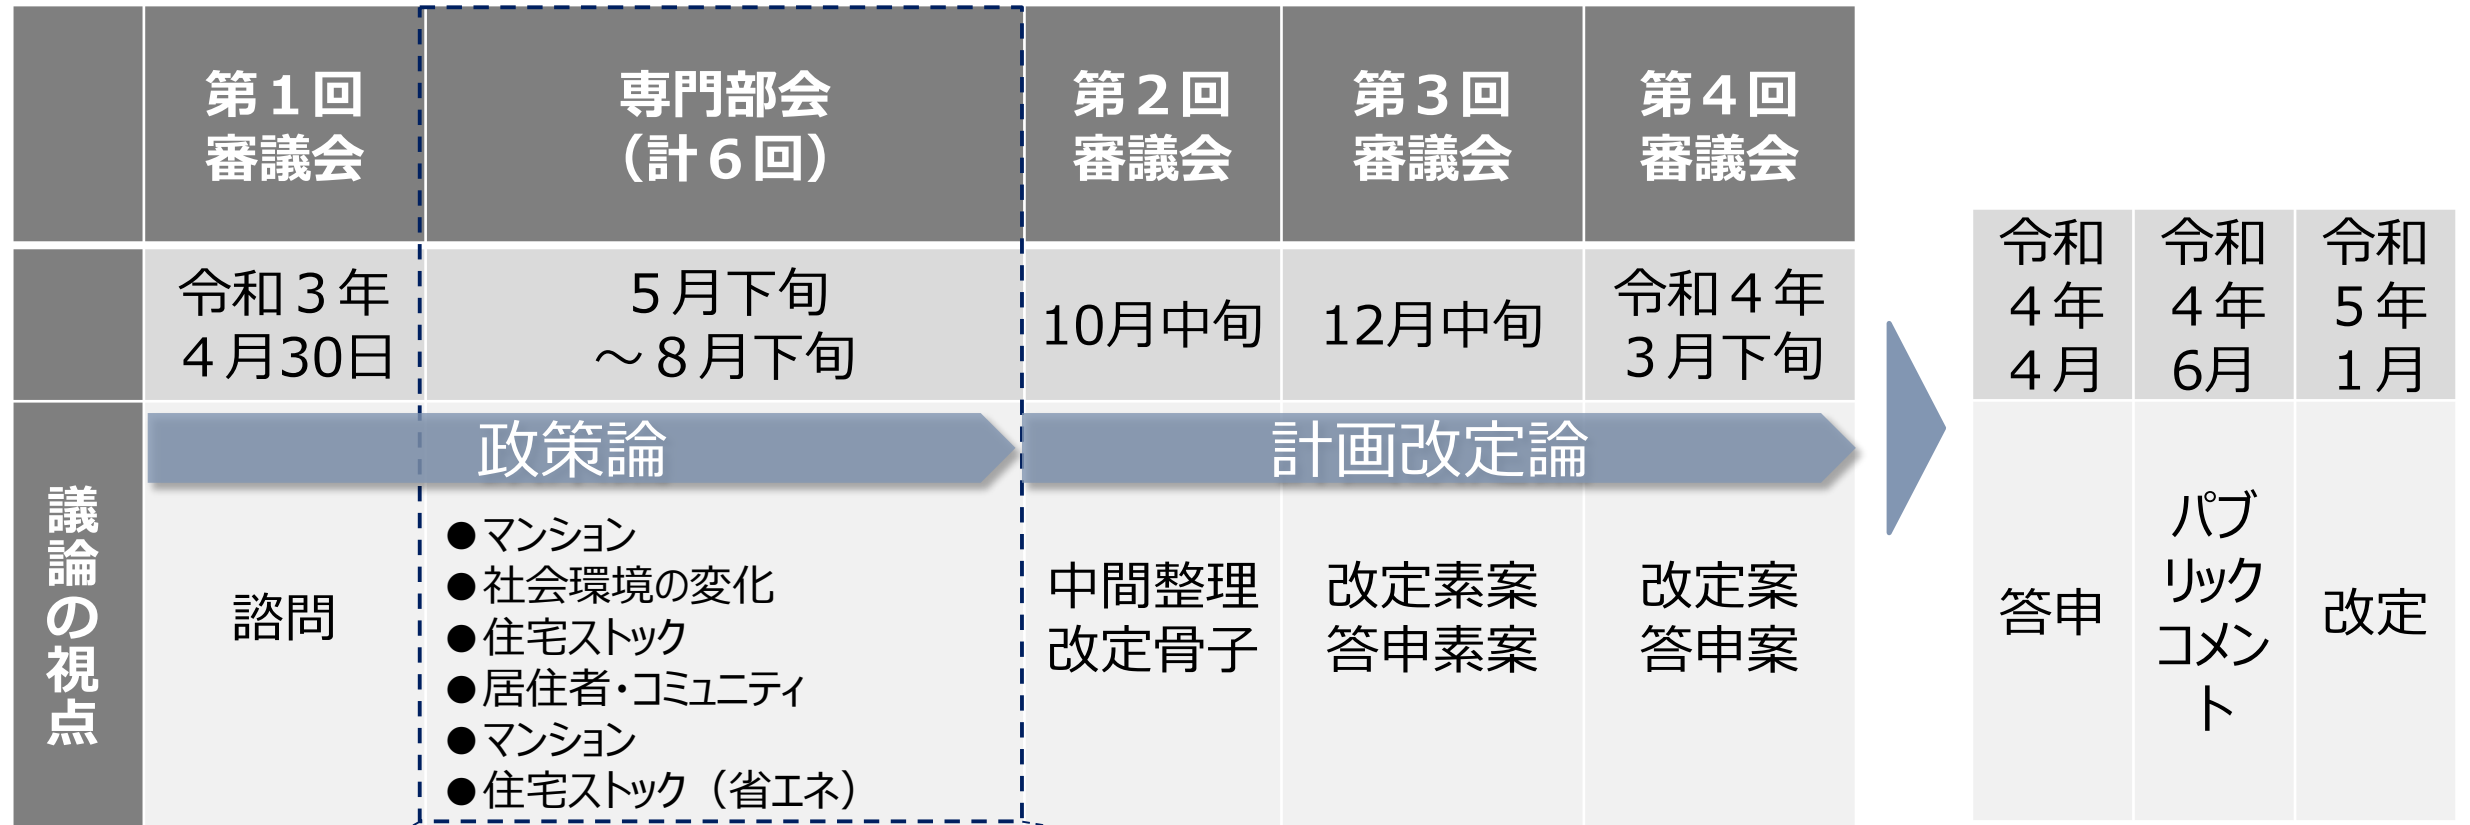 第１回
審議会
専門部会
（計６回）
第２回
審議会
第３回
審議会
第４回
審議会
令和３年
４月30日
５月下旬
～８月下旬
10月中旬
12月中旬
令和４年
３月下旬
令和
４年
４月
令和
４年
6月
令和
５年
１月
議論の視点
政策論
計画改定論
諮問
●マンション
●社会環境の変化
●住宅ストック
●居住者・コミュニティ
●マンション
●住宅ストック（省エネ）
中間整理
改定骨子
改定素案
答申素案
改定案
答申案
答申
パブ
リック
コメン
ト
改定